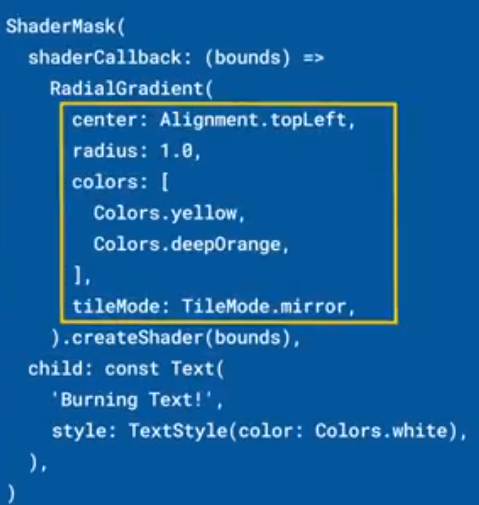 ShaderMask(
  shaderCallback: (bounds) =>
    RadialGradient(
      center: Alignment.topLeft,
      radius: 1.0,
      colors: [
        Colors.yellow,
        Colors.deepOrange,
      ],
      tileMode: TileMode.mirror,
    ).createShader(bounds),
  child: const Text(
    'Burning Text!',
    style: TextStyle(color: Colors.white),
  ),
)